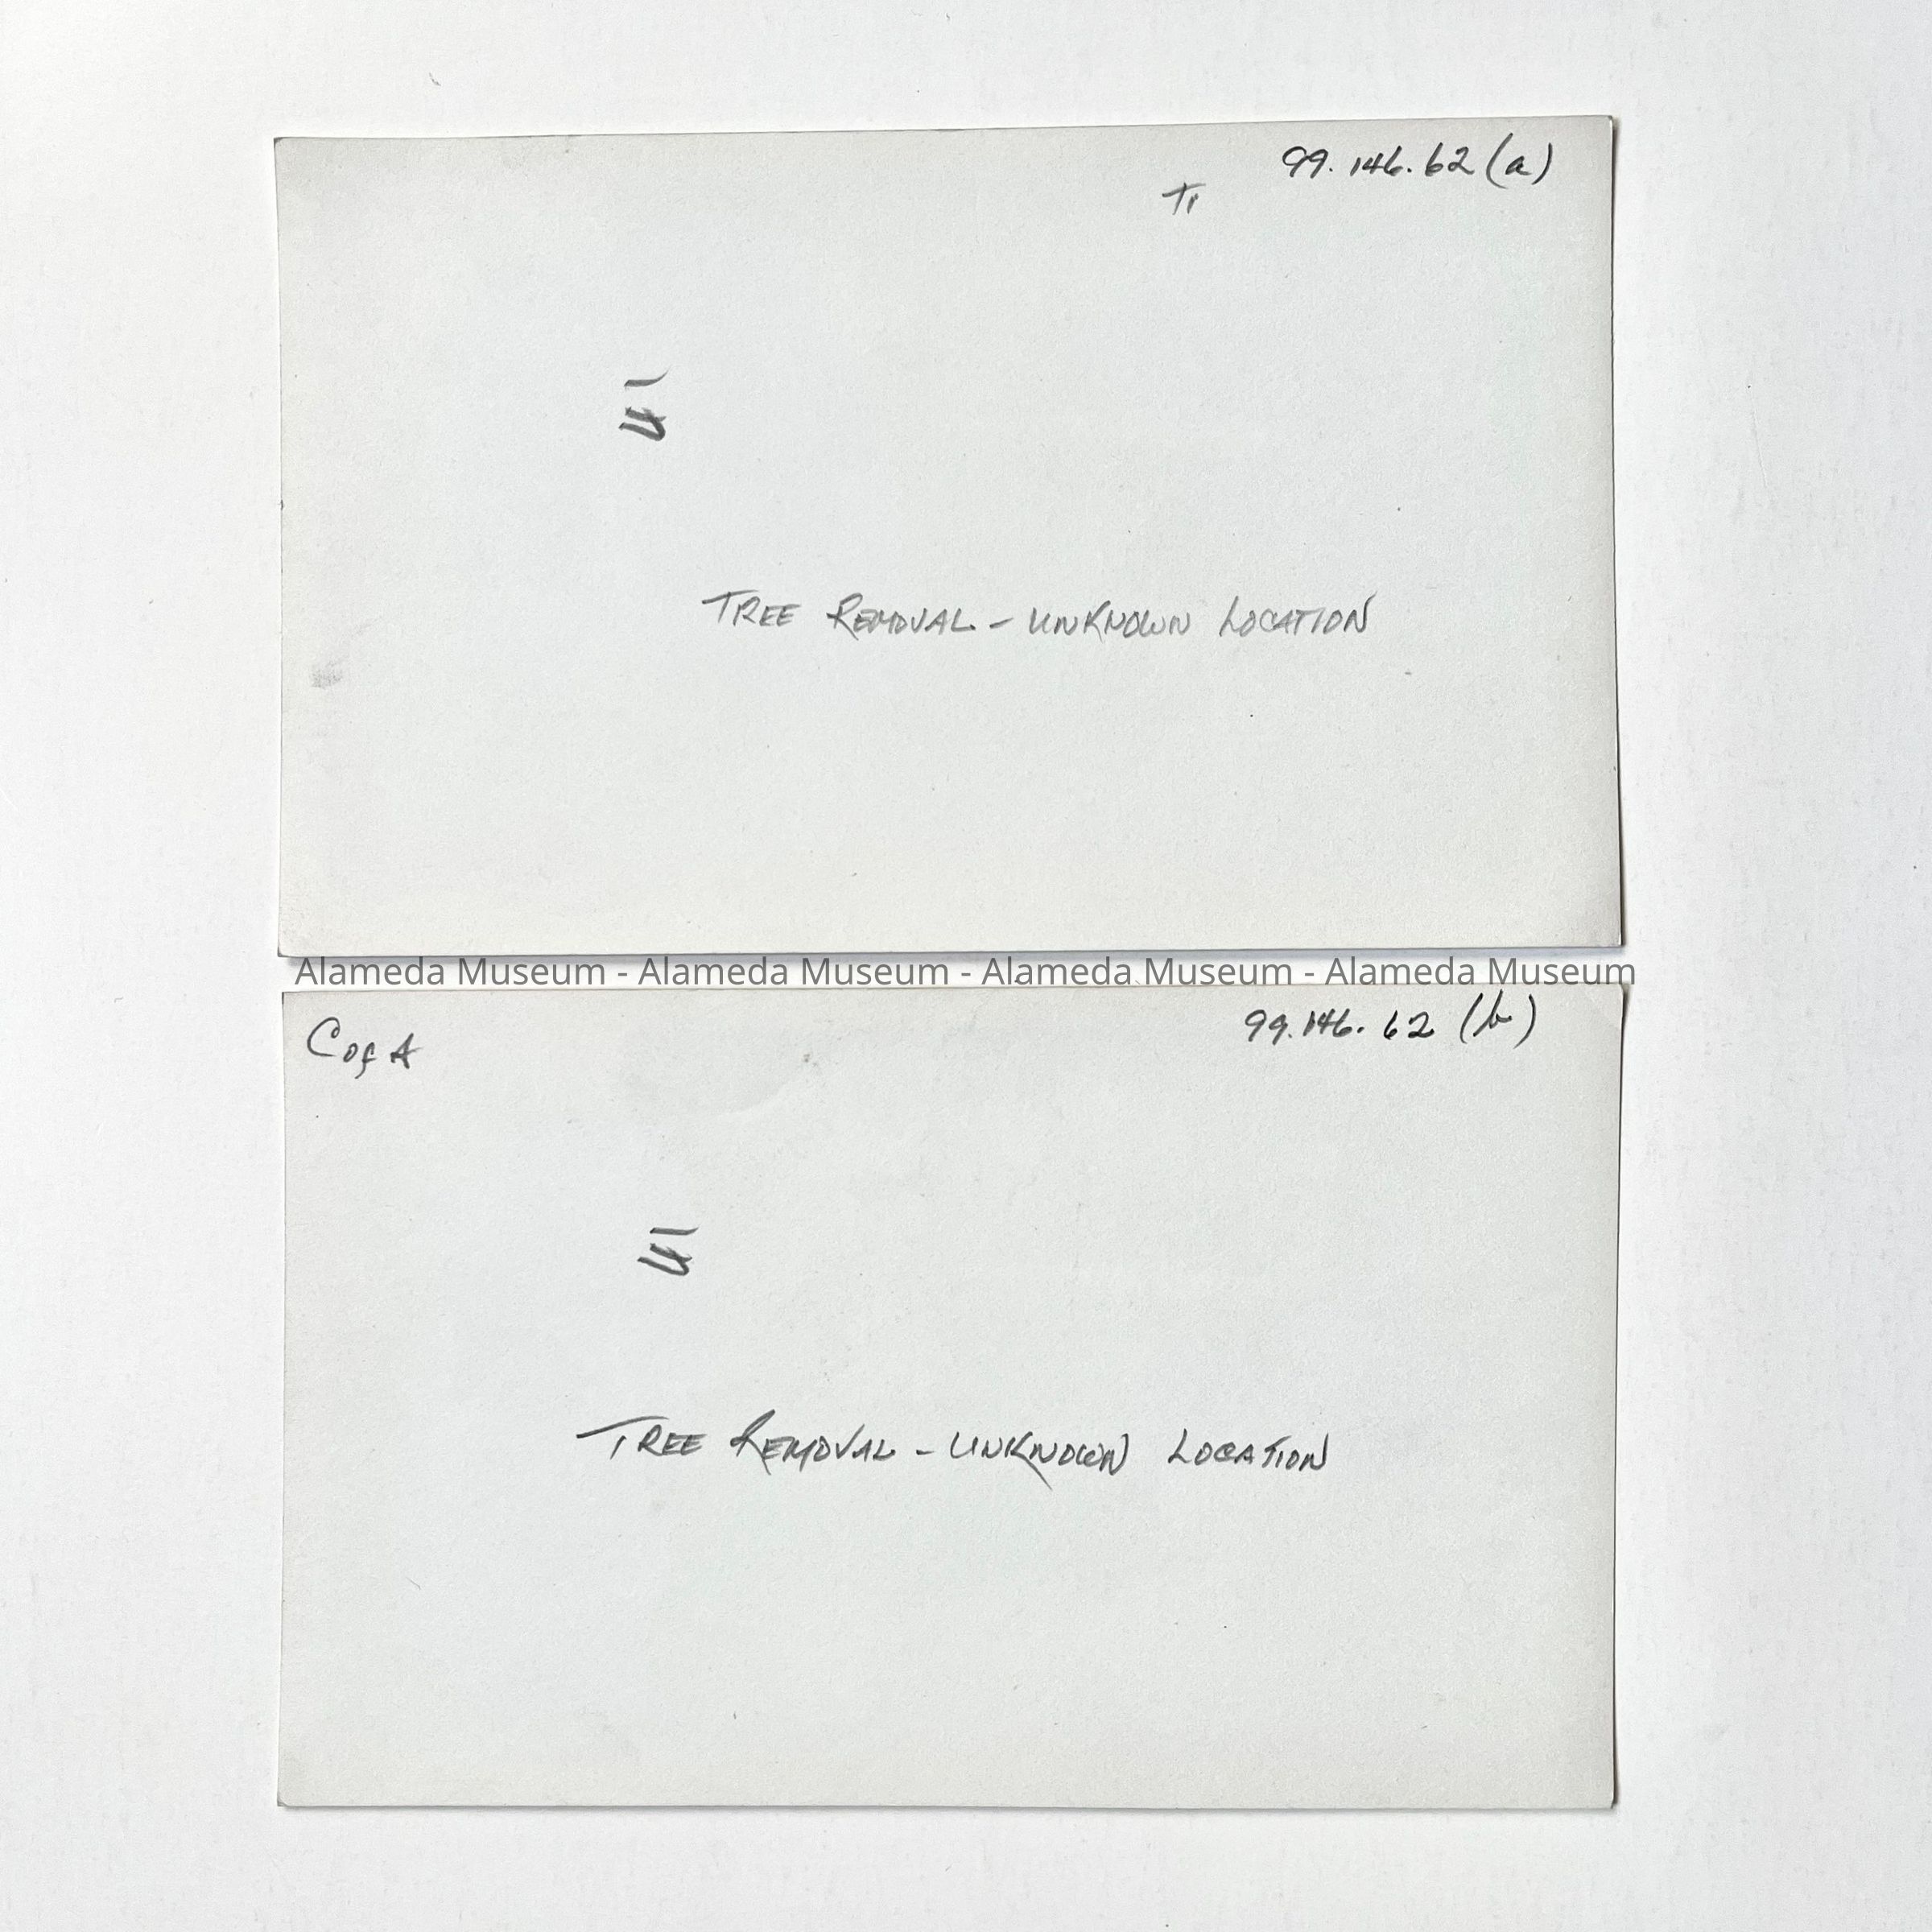 99.146.62 (a)
Tr
TREE REMOVAL - UNKNOWN LOCATION
Alameda Museum - Alameda Museum - Alameda Museum - Alameda Museum
C of A
99.146.62 (b)
TREE REMOVAL - UNKNOWN LOCATION